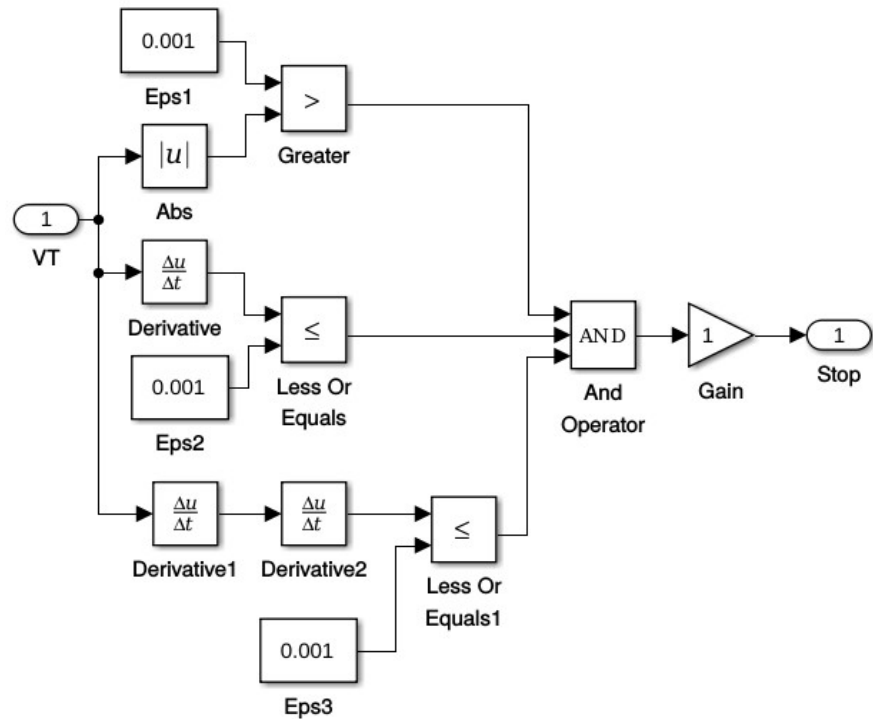 0.001
Eps1
>
Greater
|u|
Abs
1
VT
Δu
Δt
Derivative
≤
Less Or
Equals
0.001
Eps2
AND
And
Operator
1
Gain
1
Stop
Δu
Δt
Derivative1
Δu
Δt
Derivative2
≤
Less Or
Equals1
0.001
Eps3